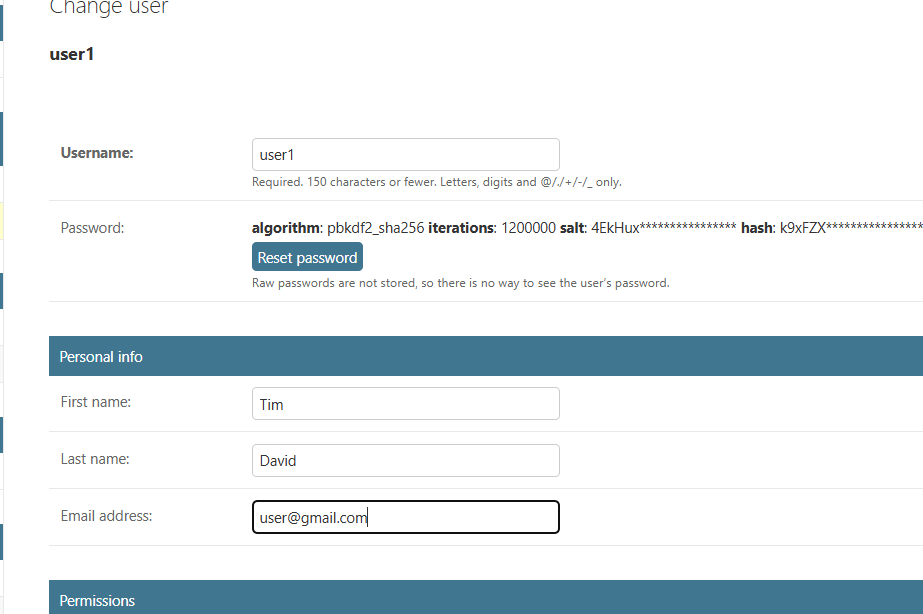 Change user
user1
Username:
user1
Required. 150 characters or fewer. Letters, digits and @/./+/-/_ only.
Password:
algorithm: pbkdf2_sha256 iterations: 1200000 salt: 4EkHux**************** hash: k9xFZX****************
Reset password
Raw passwords are not stored, so there is no way to see the user’s password.
Personal info
First name:
Tim
Last name:
David
Email address:
user@gmail.com
Permissions